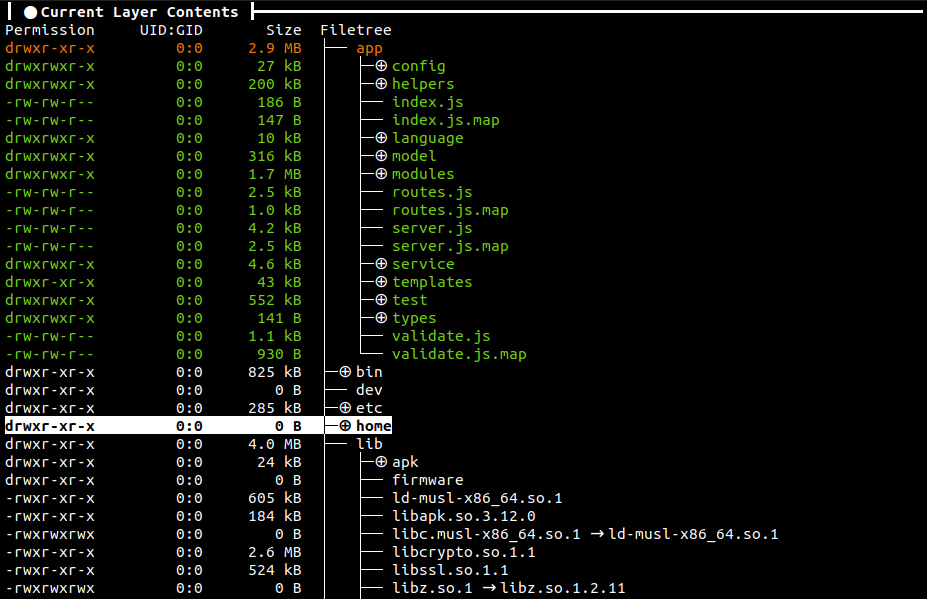 Current Layer Contents
Permission UID:GID Size Filetree
drwxr-xr-x 0:0 2.9 MB app
drwxrwxr-x 0:0 27 kB config
drwxrwxr-x 0:0 200 kB helpers
-rw-rw-r-- 0:0 186 B index.js
-rw-rw-r-- 0:0 147 B index.js.map
drwxrwxr-x 0:0 10 kB language
drwxrwxr-x 0:0 316 kB model
drwxrwxr-x 0:0 1.7 MB modules
-rw-rw-r-- 0:0 2.5 kB routes.js
-rw-rw-r-- 0:0 1.0 kB routes.js.map
-rw-rw-r-- 0:0 4.2 kB server.js
-rw-rw-r-- 0:0 2.5 kB server.js.map
drwxrwxr-x 0:0 4.6 kB service
drwxr-xr-x 0:0 43 kB templates
drwxrwxr-x 0:0 552 kB test
drwxrwxr-x 0:0 141 B types
-rw-rw-r-- 0:0 1.1 kB validate.js
-rw-rw-r-- 0:0 930 B validate.js.map
drwxr-xr-x 0:0 825 kB bin
drwxr-xr-x 0:0 0 B dev
drwxr-xr-x 0:0 285 kB etc
drwxr-xr-x 0:0 0 B home
drwxr-xr-x 0:0 4.0 MB lib
drwxr-xr-x 0:0 24 kB apk
drwxr-xr-x 0:0 0 B firmware
-rwxr-xr-x 0:0 605 kB ld-musl-x86_64.so.1
-rwxr-xr-x 0:0 184 kB libapk.so.3.12.0
-rwxrwxrwx 0:0 0 B libc.musl-x86_64.so.1 → ld-musl-x86_64.so.1
-rwxr-xr-x 0:0 2.6 MB libcrypto.so.1.1
-rwxr-xr-x 0:0 524 kB libssl.so.1.1
-rwxrwxrwx 0:0 0 B libz.so.1 → libz.so.1.2.11